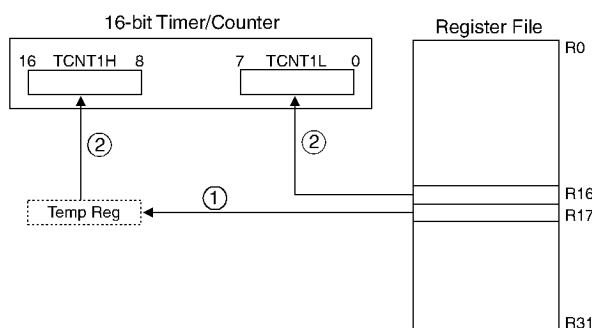 16-bit Timer/Counter
Register File
16 TCNT1H 8
7 TCNT1L 0
R0
2
2
1
Temp Reg
R16
R17
R31